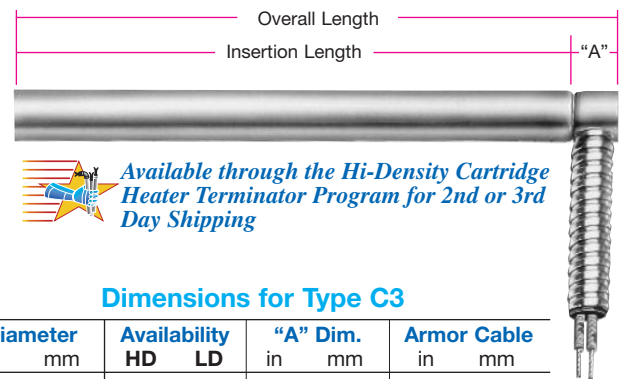 Overall Length
Insertion Length “A”
Available through the Hi-Density Cartridge
Heater Terminator Program for 2nd or 3rd
Day Shipping
Dimensions for Type C3
iameter Availability “A” Dim. Armor Cable
mm HD LD in mm in mm